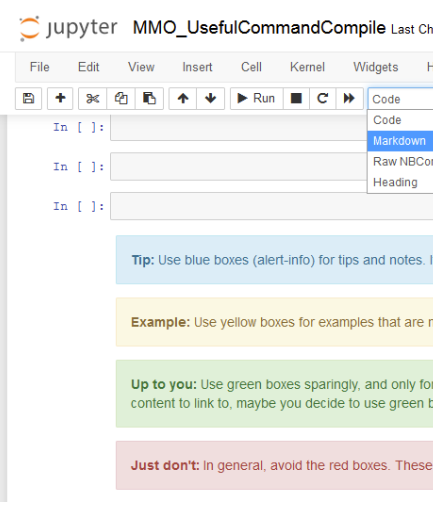 jupyter MMO_UsefulCommandCompile Last Ch
File Edit View Insert Cell Kernel Widgets H
Run Code
Code
Markdown
Raw NBCon
Heading
In [ ]:
In [ ]:
In [ ]:
Tip: Use blue boxes (alert-info) for tips and notes. I
Example: Use yellow boxes for examples that are n
Up to you: Use green boxes sparingly, and only for
content to link to, maybe you decide to use green b
Just don't: In general, avoid the red boxes. These